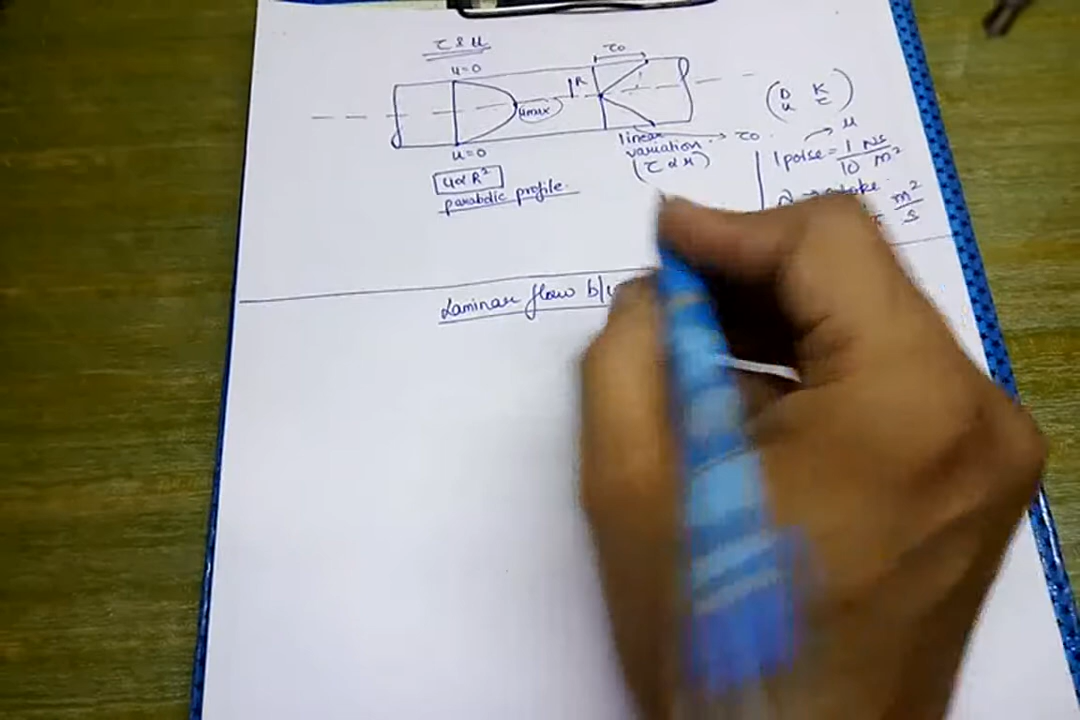 τ & u
u=0
τ0
R
umax
u=0
linear → τ0
variation.
(τ α r)
u α R²
parabolic profile.
(D K
u τ)
μ
1 poise = 1/10 NS/m²
stoke
m²/s
Laminar flow b/w